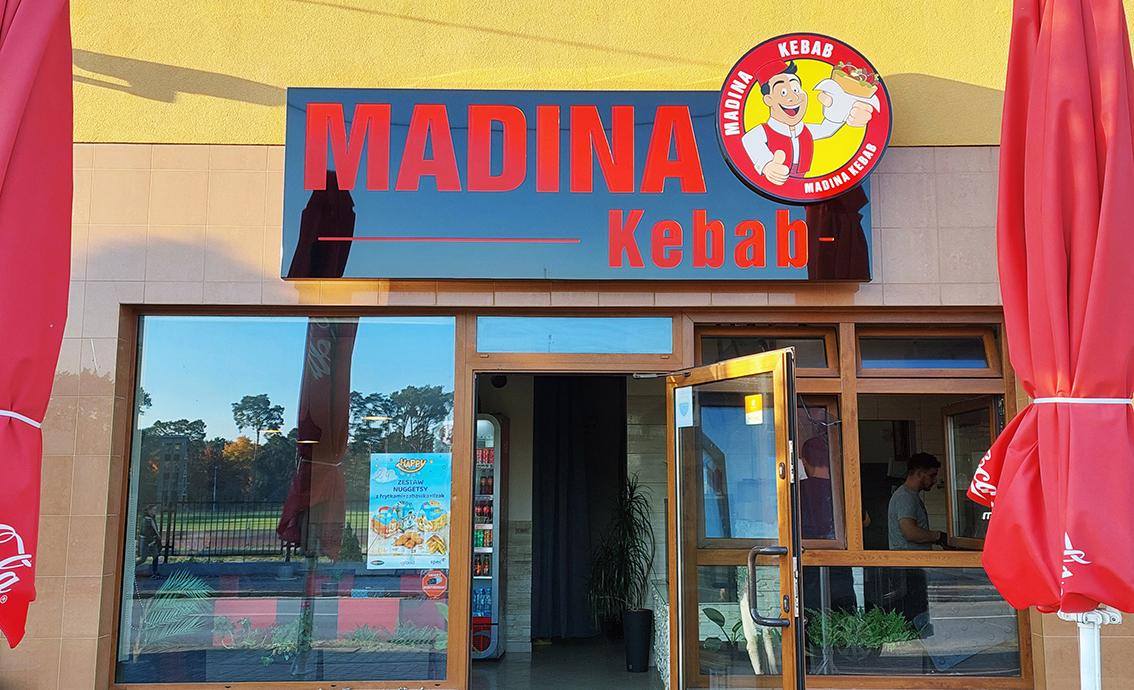 MADINA
Kebab
KEBAB
MADINA
MADINA KEBAB
HAPPY
ZESTAW
NUGGETSY
z frytkami+zabawka+lizak